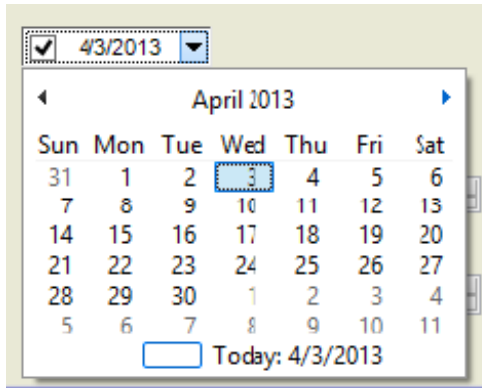 4/3/2013
April 2013
Sun Mon Tue Wed Thu Fri Sat
31 1 2 3 4 5 6
7 8 9 10 11 12 13
14 15 16 17 18 19 20
21 22 23 24 25 26 27
28 29 30 1 2 3 4
5 6 7 8 9 10 11
Today: 4/3/2013